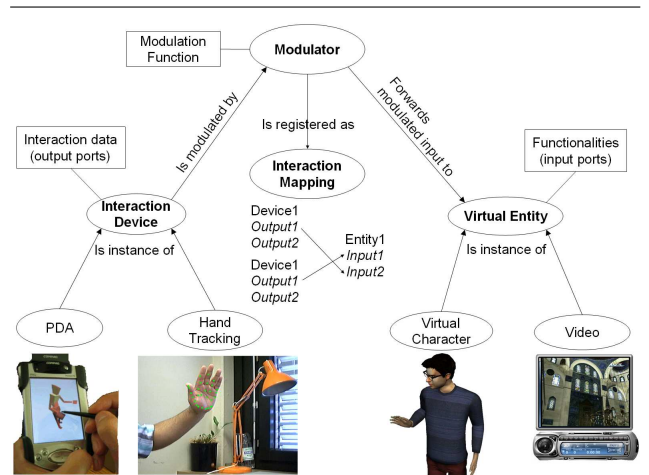 Modulation
Function
Modulator
Is modulated by
Is registered as
Forwards
modulated input to
Interaction data
(output ports)
Functionalities
(input ports)
Interaction
Mapping
Interaction
Device
Virtual Entity
Device1
Output1
Output2
Device1
Output1
Output2
Entity1
Input1
Input2
Is instance of
Is instance of
PDA
Hand
Tracking
Virtual
Character
Video